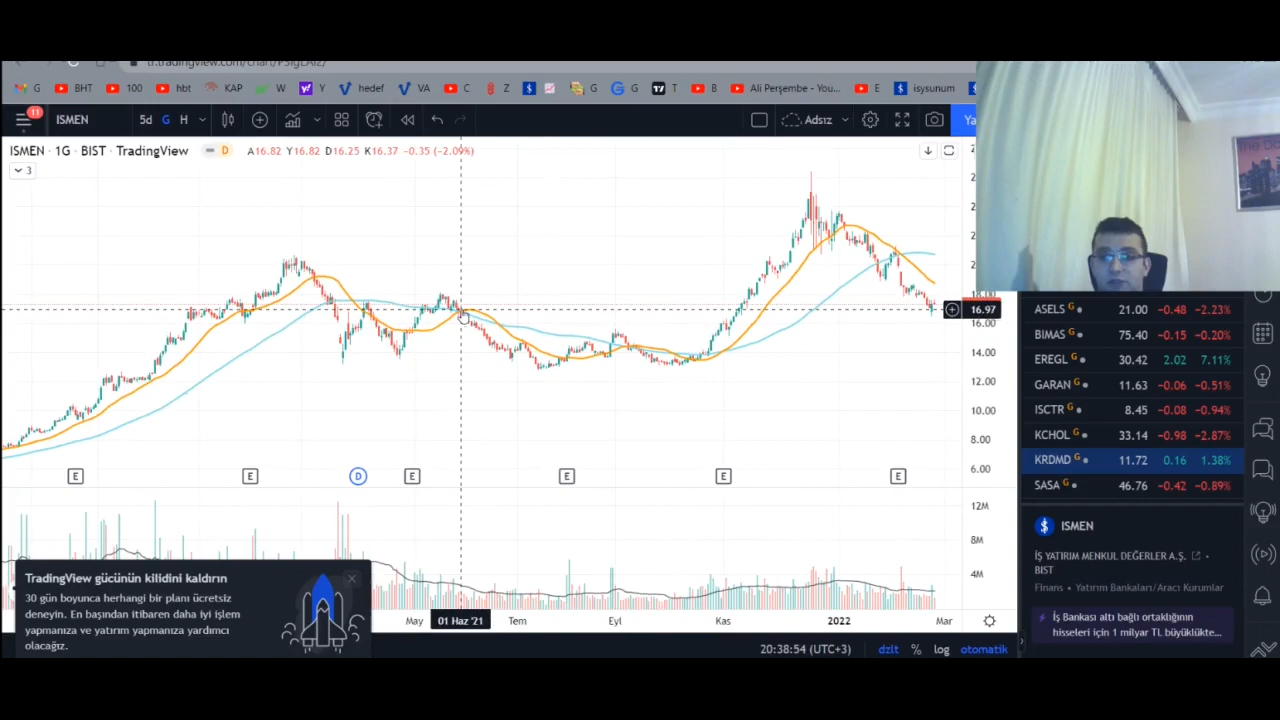 tr.tradingview.com/chart/P3IgLAiz/
G BHT 100 hbt KAP W Y hedef VA C Z G G T B Ali Perşembe - You... E isysunum
11
ISMEN 5d G H Adsız Ya
ISMEN · 1G · BIST · TradingView D A16.82 Y16.82 D16.25 K16.37 −0.35 (−2.09%)
3
18.00
16.97
16.00
14.00
12.00
10.00
8.00
6.00
E E D E E E E
12M
8M
4M
ASELS G 21.00 −0.48 −2.23%
BIMAS G 75.40 −0.15 −0.20%
EREGL G 30.42 2.02 7.11%
GARAN G 11.63 −0.06 −0.51%
ISCTR G 8.45 −0.08 −0.94%
KCHOL G 33.14 −0.98 −2.87%
KRDMD G 11.72 0.16 1.38%
SASA G 46.76 −0.42 −0.89%
ISMEN
İŞ YATIRIM MENKUL DEĞERLER A.Ş. ·
BIST
Finans · Yatırım Bankaları/Aracı Kurumlar
İş Bankası altı bağlı ortaklığının
hisseleri için 1 milyar TL büyüklükte...
TradingView gücünün kilidini kaldırın
30 gün boyunca herhangi bir planı ücretsiz
deneyin. En başından itibaren daha iyi işlem
yapmanıza ve yatırım yapmanıza yardımcı
olacağız.
May 01 Haz '21 Tem Eyl Kas 2022 Mar
20:38:54 (UTC+3) dzlt % log otomatik